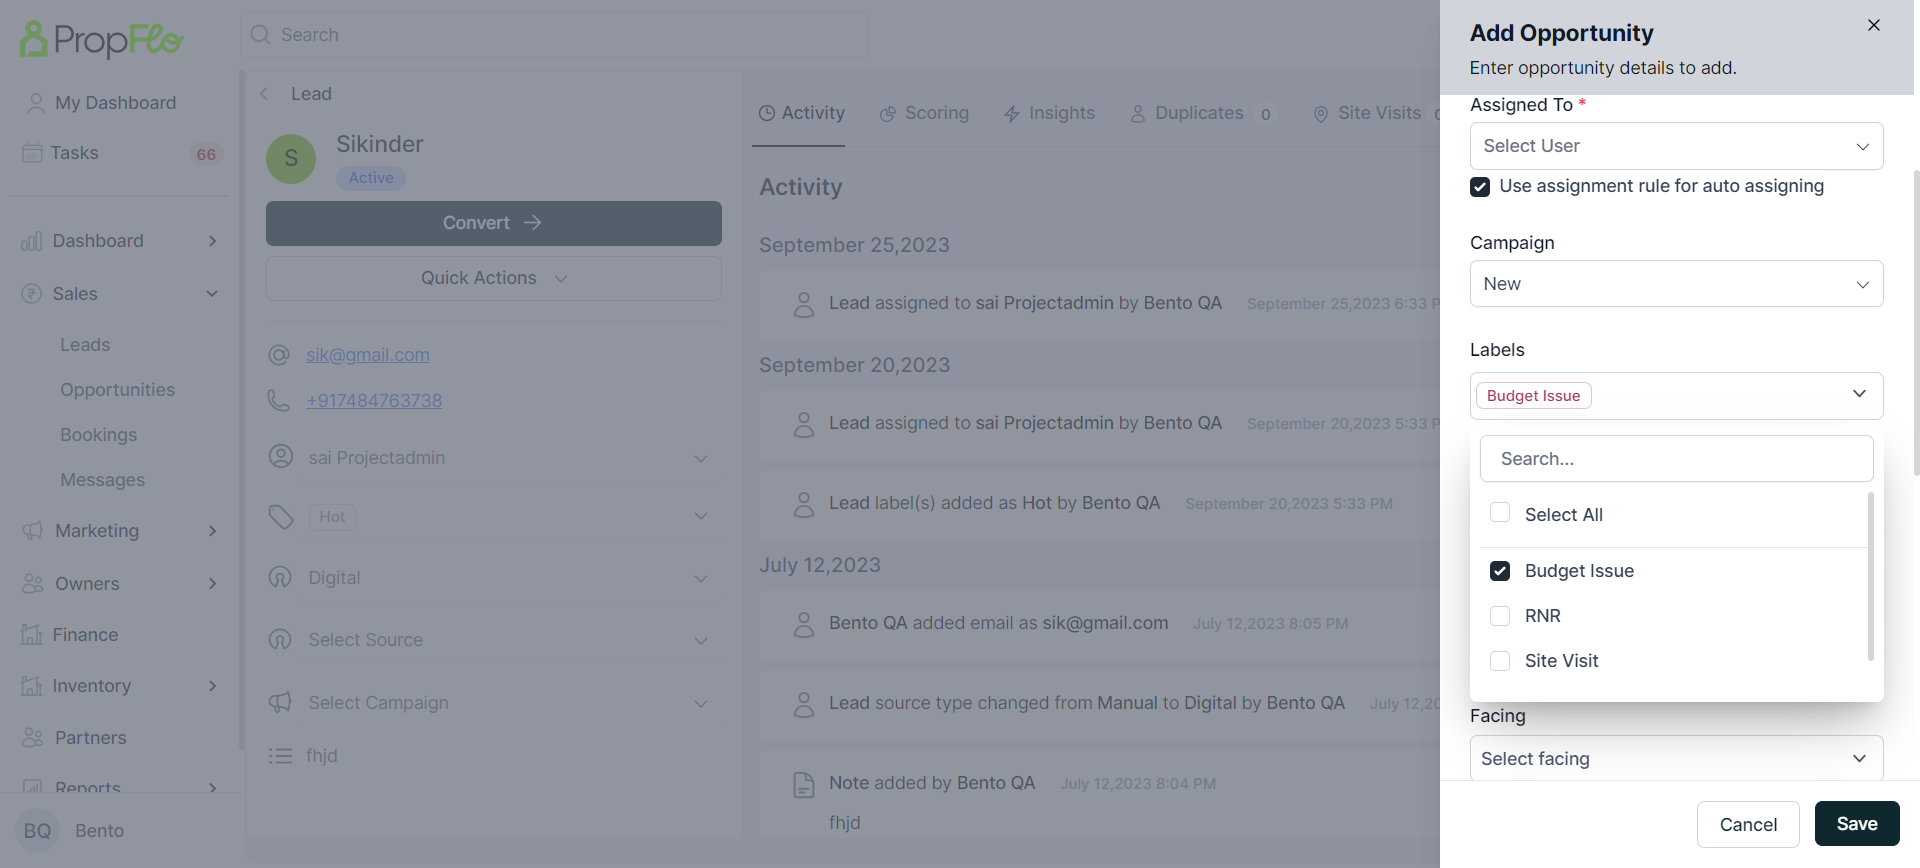 PropFlo
Search
My Dashboard
Tasks 66
Dashboard
Sales
Leads
Opportunities
Bookings
Messages
Marketing
Owners
Finance
Inventory
Partners
Reports
BQ Bento
Lead
S Sikinder
Active
Convert
Quick Actions
sik@gmail.com
+917484763738
sai Projectadmin
Hot
Digital
Select Source
Select Campaign
fhjd
Activity Scoring Insights Duplicates 0 Site Visits
Activity
September 25,2023
Lead assigned to sai Projectadmin by Bento QA September 25,2023 6:33
September 20,2023
Lead assigned to sai Projectadmin by Bento QA September 20,2023 5:33
Lead label(s) added as Hot by Bento QA September 20,2023 5:33 PM
July 12,2023
Bento QA added email as sik@gmail.com July 12,2023 8:05 PM
Lead source type changed from Manual to Digital by Bento QA July 12,20
Note added by Bento QA July 12,2023 8:04 PM
fhjd
Add Opportunity
Enter opportunity details to add.
Assigned To *
Select User
Use assignment rule for auto assigning
Campaign
New
Labels
Budget Issue
Search...
Select All
Budget Issue
RNR
Site Visit
Facing
Select facing
Cancel Save